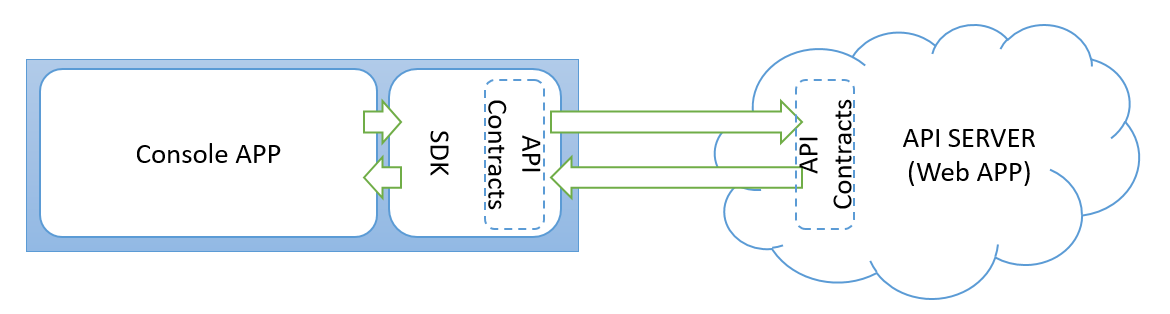 Console APP
SDK
API
Contracts
API
Contracts
API SERVER
(Web APP)